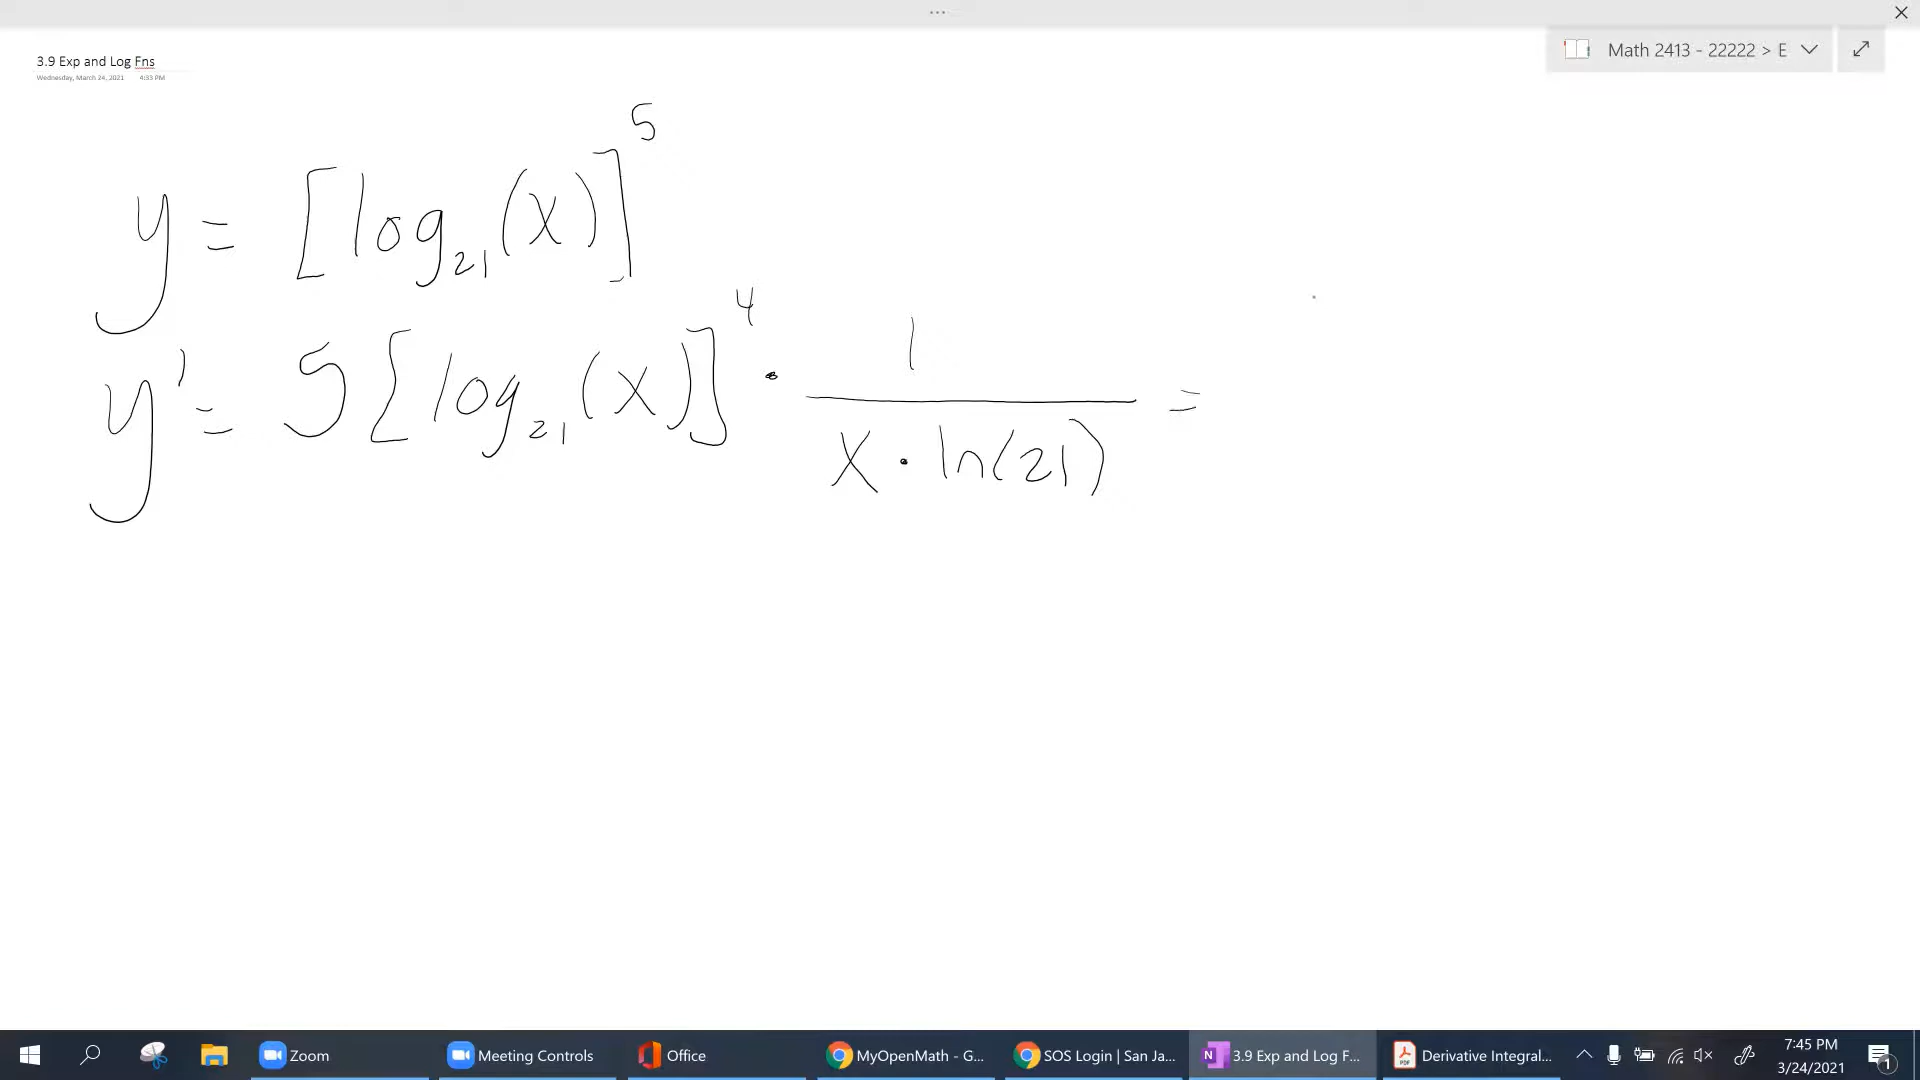 ...
Math 2413 - 22222 > E
3.9 Exp and Log Fns
Wednesday, March 24, 2021 4:33 PM
y = [log₂₁(x)]⁵
y' = 5[log₂₁(x)]⁴ · 1/(x · ln(21)) =
Zoom
Meeting Controls
Office
MyOpenMath - G...
SOS Login | San Ja...
3.9 Exp and Log F...
Derivative Integral...
7:45 PM
3/24/2021
1